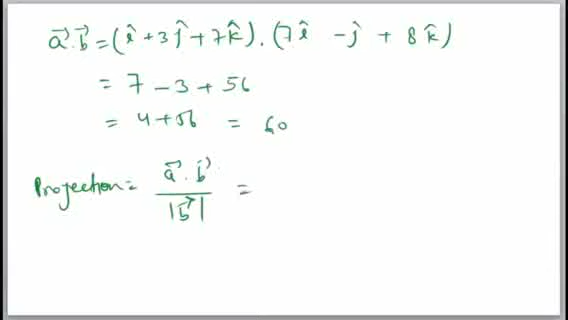 a⃗.b⃗ = (î + 3ĵ + 7k̂).(7î - ĵ + 8k̂)
= 7 - 3 + 56
= 4 + 56 = 60
Projection = a⃗.b⃗ / |b⃗| =